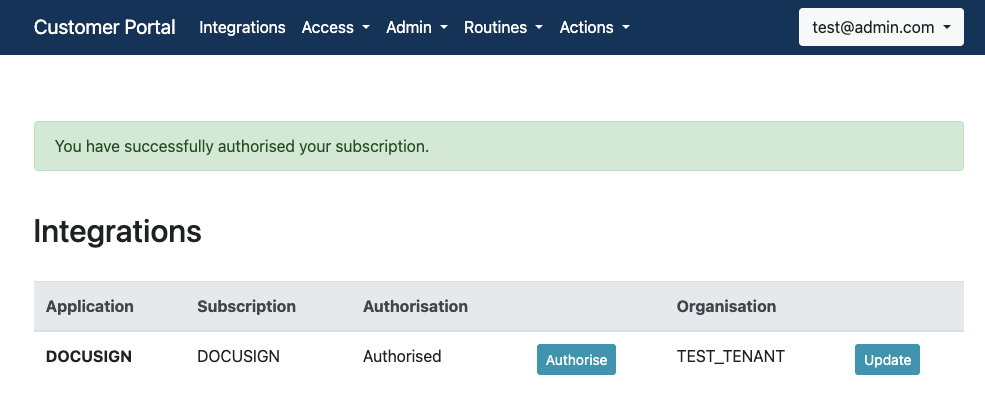 Customer Portal Integrations Access Admin Routines Actions test@admin.com
You have successfully authorised your subscription.
Integrations
Application Subscription Authorisation Organisation
DOCUSIGN DOCUSIGN Authorised Authorise TEST_TENANT Update